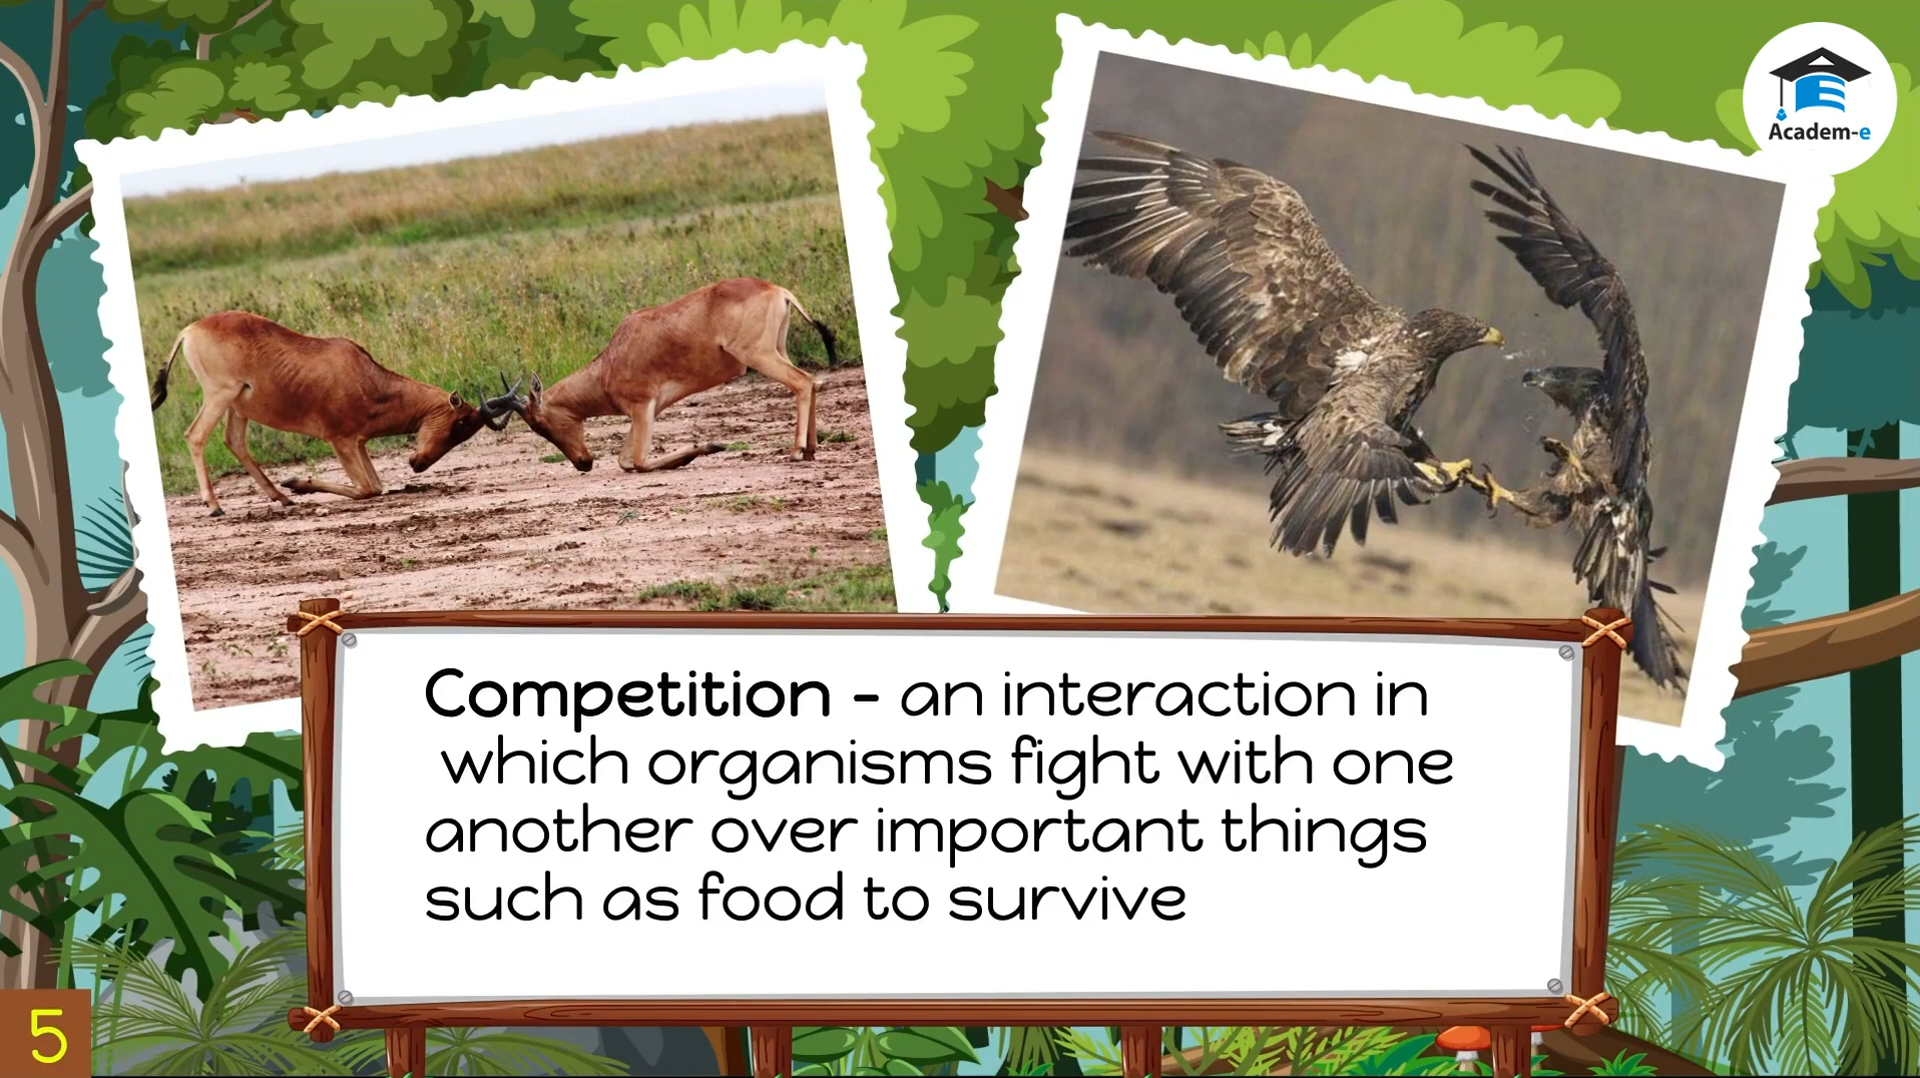 Academ-e
Competition - an interaction in
which organisms fight with one
another over important things
such as food to survive
5